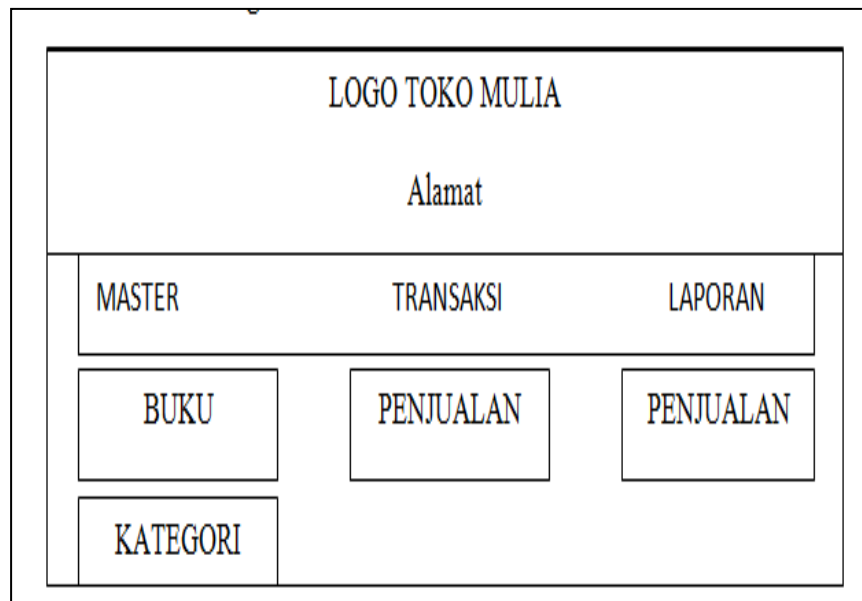 LOGO TOKO MULIA
Alamat
MASTER TRANSAKSI LAPORAN
BUKU PENJUALAN PENJUALAN
KATEGORI